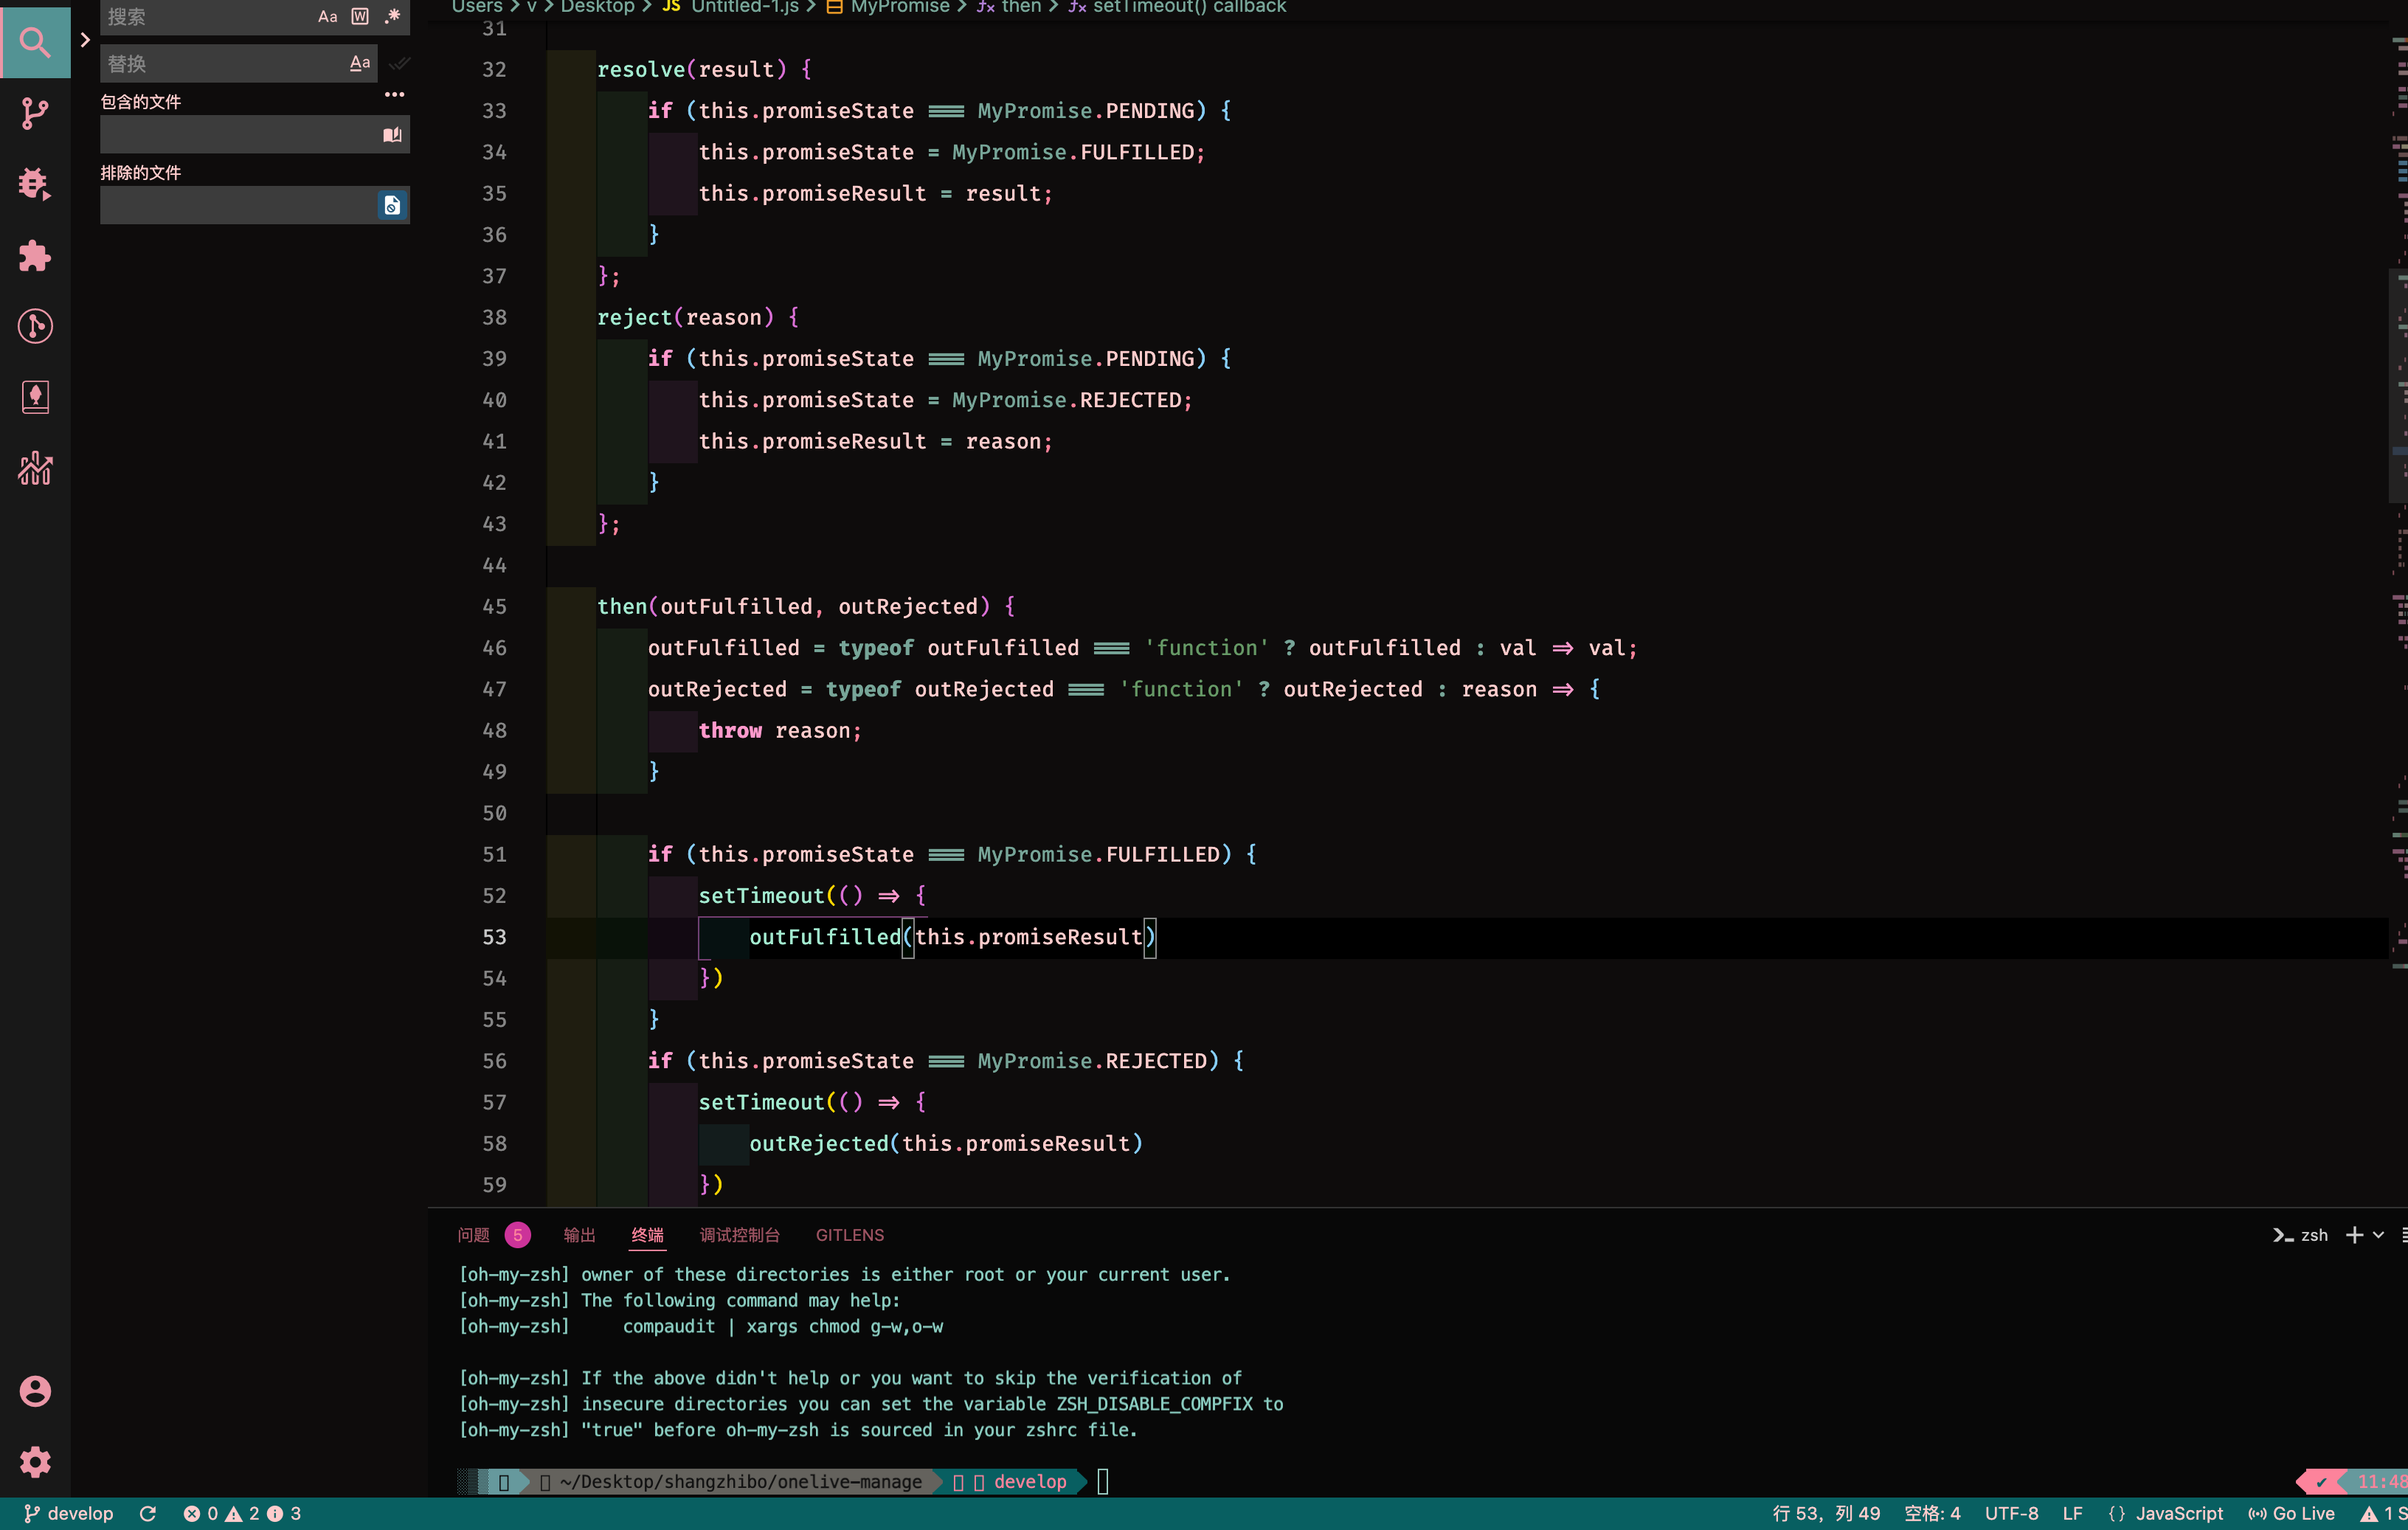 搜索
Aa W .*
替换
Aa
包含的文件
...
排除的文件
Users > v > Desktop > JS Untitled-1.js > MyPromise > then > setTimeout() callback
31
32 resolve(result) {
33 if (this.promiseState === MyPromise.PENDING) {
34 this.promiseState = MyPromise.FULFILLED;
35 this.promiseResult = result;
36 }
37 };
38 reject(reason) {
39 if (this.promiseState === MyPromise.PENDING) {
40 this.promiseState = MyPromise.REJECTED;
41 this.promiseResult = reason;
42 }
43 };
44
45 then(outFulfilled, outRejected) {
46 outFulfilled = typeof outFulfilled === 'function' ? outFulfilled : val => val;
47 outRejected = typeof outRejected === 'function' ? outRejected : reason => {
48 throw reason;
49 }
50
51 if (this.promiseState === MyPromise.FULFILLED) {
52 setTimeout(() => {
53 outFulfilled(this.promiseResult)
54 })
55 }
56 if (this.promiseState === MyPromise.REJECTED) {
57 setTimeout(() => {
58 outRejected(this.promiseResult)
59 })
问题 5 输出 终端 调试控制台 GITLENS
zsh
[oh-my-zsh] owner of these directories is either root or your current user.
[oh-my-zsh] The following command may help:
[oh-my-zsh] compaudit | xargs chmod g-w,o-w
[oh-my-zsh] If the above didn't help or you want to skip the verification of
[oh-my-zsh] insecure directories you can set the variable ZSH_DISABLE_COMPFIX to
[oh-my-zsh] "true" before oh-my-zsh is sourced in your zshrc file.
~/Desktop/shangzhibo/onelive-manage develop
✔ 11:48
develop 0 2 3
行 53，列 49 空格: 4 UTF-8 LF {} JavaScript Go Live 1 S